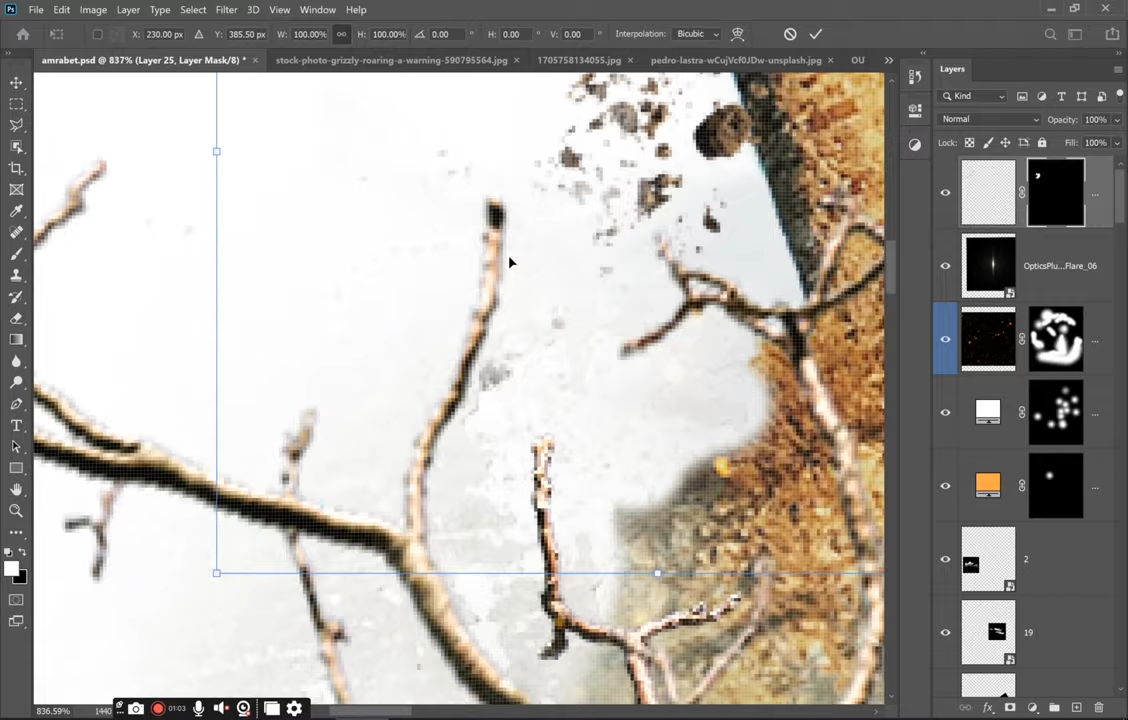 Ps File Edit Image Layer Type Select Filter 3D View Window Help
X: 230.00 px Y: 385.50 px W: 100.00% H: 100.00% 0.00 ° H: 0.00 ° V: 0.00 ° Interpolation: Bicubic
amrabet.psd @ 837% (Layer 25, Layer Mask/8) * × stock-photo-grizzly-roaring-a-warning-590795564.jpg × 1705758134055.jpg × pedro-lastra-wCujVcf0JDw-unsplash.jpg × OU
Layers
Kind
Normal Opacity: 100%
Lock: Fill: 100%
...
OpticsPlu...Flare_06
...
...
...
2
19
836.59% 1440
01:03
fx